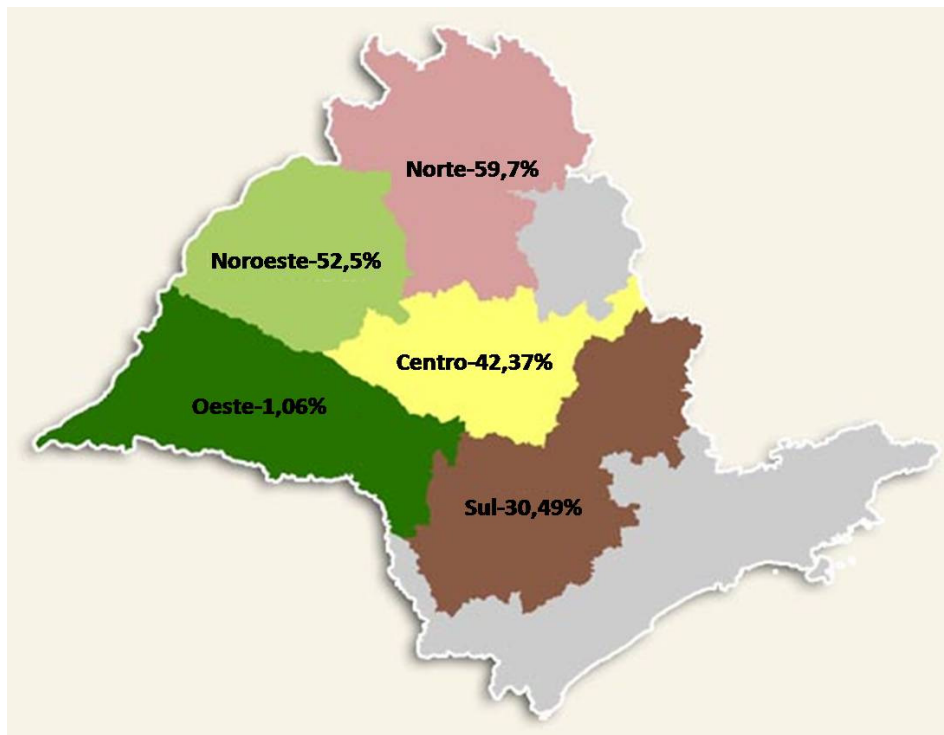 Norte-59,7%
Noroeste-52,5%
Centro-42,37%
Oeste-1,06%
Sul-30,49%